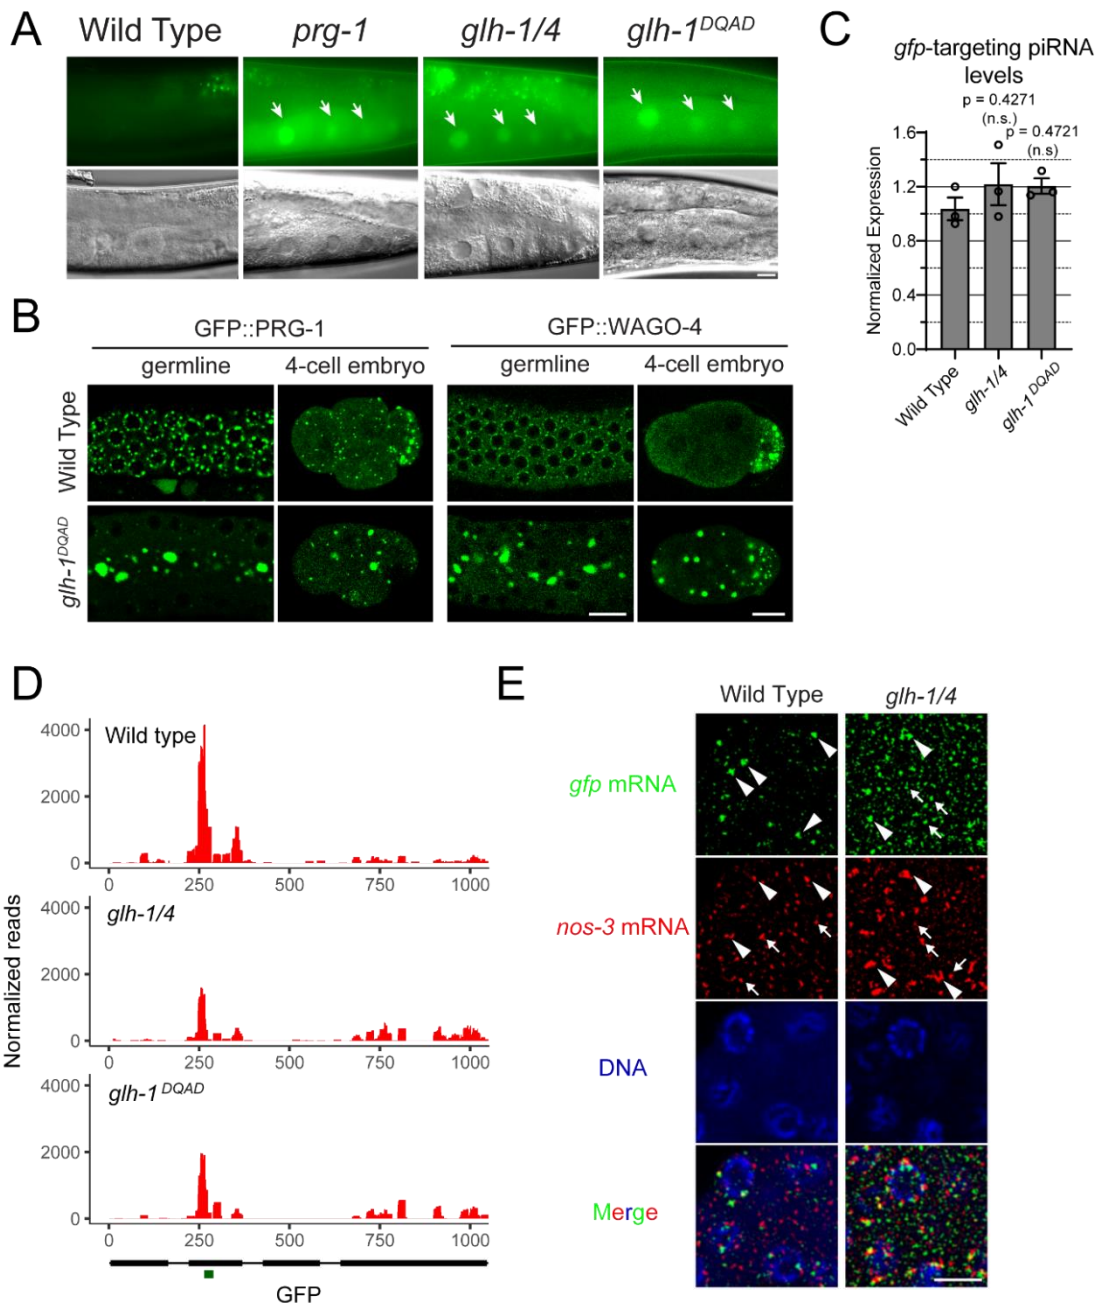 A
Wild Type
prg-1
glh-1/4
glh-1DQAD
B
GFP::PRG-1
GFP::WAGO-4
germline
4-cell embryo
germline
4-cell embryo
Wild Type
glh-1DQAD
C
gfp-targeting piRNA
levels
p = 0.4271
(n.s.)
p = 0.4721
(n.s)
Normalized Expression
1.6
1.2
0.8
0.4
0.0
Wild Type
glh-1/4
glh-1DQAD
D
Normalized reads
Wild type
4000
2000
0
0 250 500 750 1000
glh-1/4
4000
2000
0
0 250 500 750 1000
glh-1DQAD
4000
2000
0
0 250 500 750 1000
GFP
E
Wild Type
glh-1/4
gfp mRNA
nos-3 mRNA
DNA
Merge